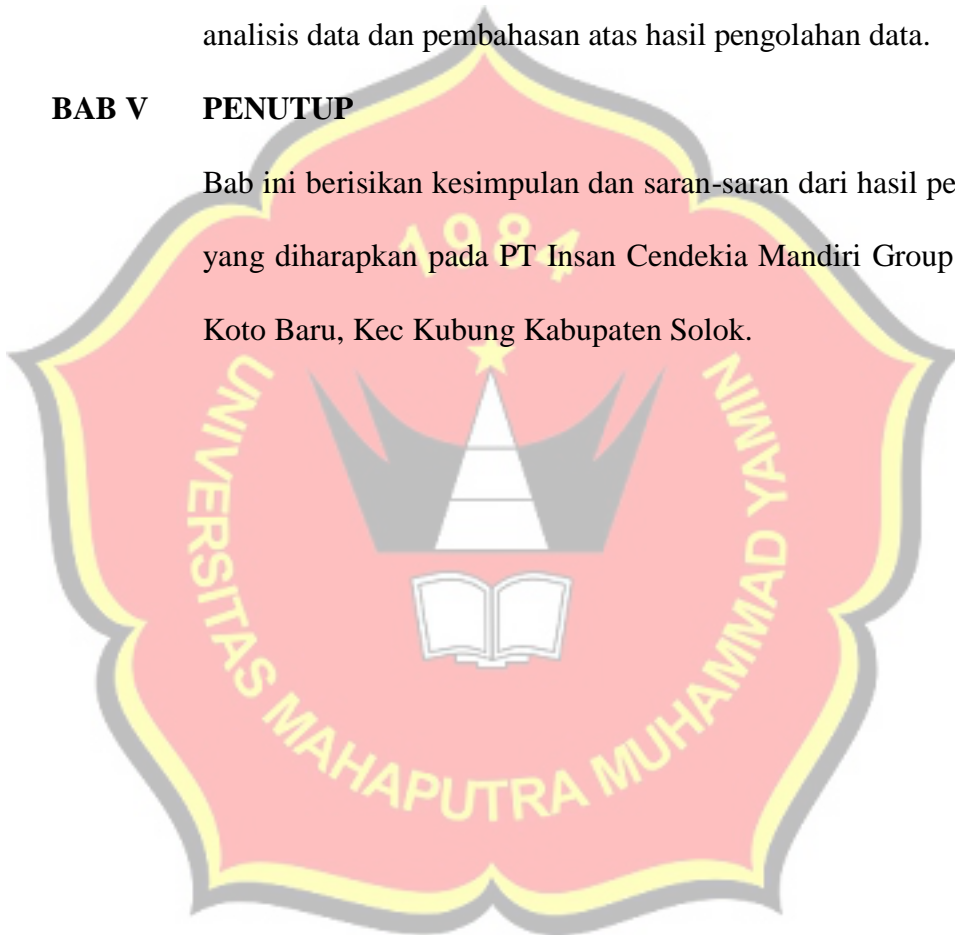 analisis data dan pembahasan atas hasil pengolahan data.
BAB V PENUTUP
Bab ini berisikan kesimpulan dan saran-saran dari hasil pe
yang diharapkan pada PT Insan Cendekia Mandiri Group
Koto Baru, Kec Kubung Kabupaten Solok.
1984
UNIVERSITAS MAHAPUTRA MUHAMMAD YAMIN